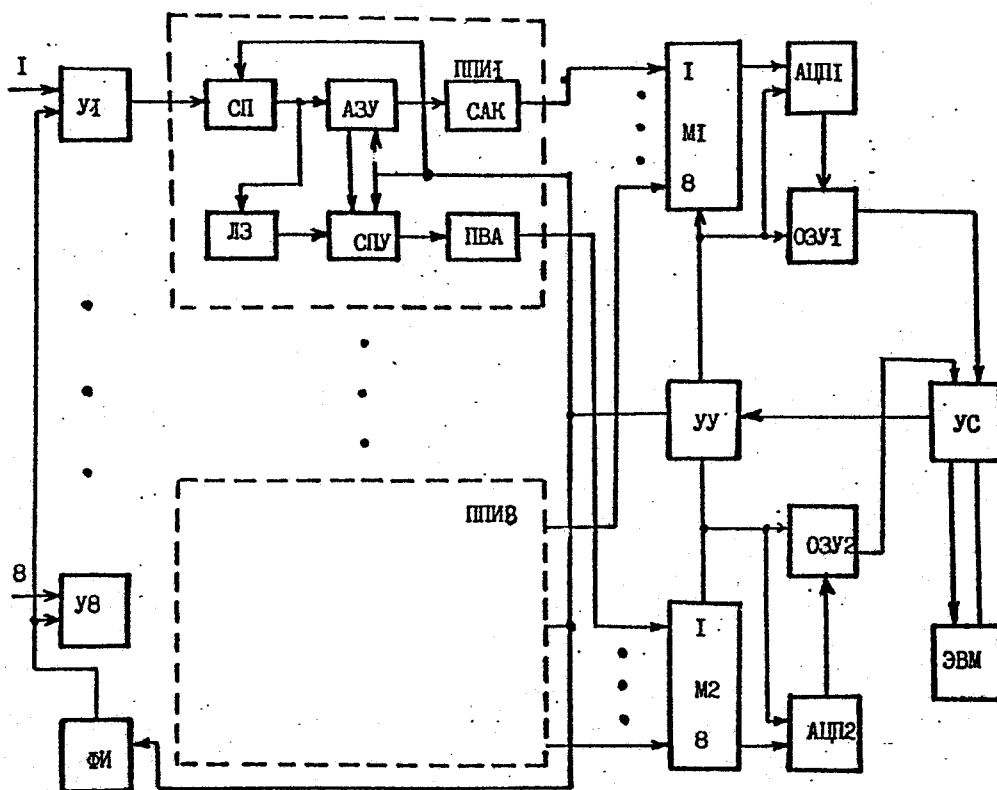 I
У1
СП
АЗУ
ППИ1
САК
ЛЗ
СПУ
ПВА
I
М1
8
АЦП1
ОЗУ1
УУ
УС
ППИ8
8
У8
ФИ
I
М2
8
ОЗУ2
АЦП2
ЭВМ